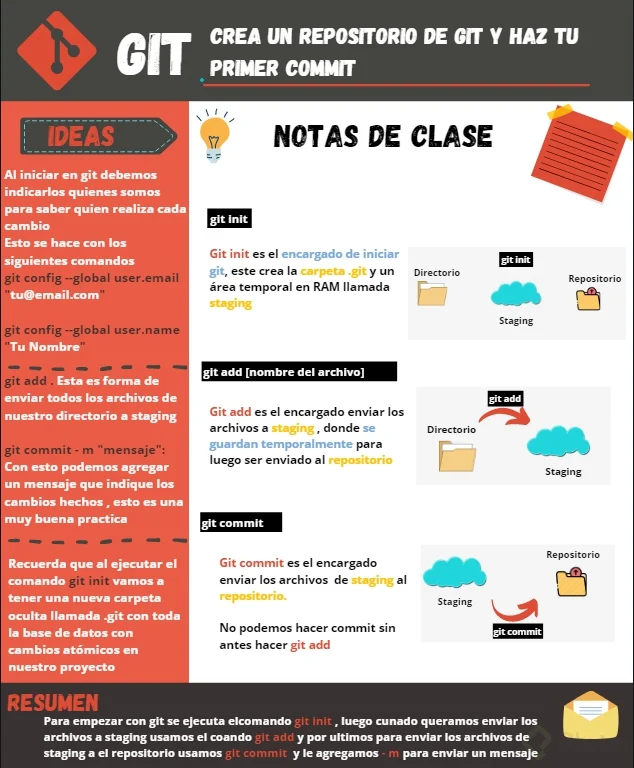 GIT
CREA UN REPOSITORIO DE GIT Y HAZ TU
PRIMER COMMIT
IDEAS
Al iniciar en git debemos
indicarlos quienes somos
para saber quien realiza cada
cambio
Esto se hace con los
siguientes comandos
git config --global user.email
"tu@email.com"
git config --global user.name
"Tu Nombre"
git add . Esta es forma de
enviar todos los archivos de
nuestro directorio a staging
git commit - m "mensaje":
Con esto podemos agregar
un mensaje que indique los
cambios hechos , esto es una
muy buena practica
Recuerda que al ejecutar el
comando git init vamos a
tener una nueva carpeta
oculta llamada .git con toda
la base de datos con
cambios atómicos en
nuestro proyecto
NOTAS DE CLASE
git init
Git init es el encargado de iniciar
git, este crea la carpeta .git y un
área temporal en RAM llamada
staging
git init
Directorio
Repositorio
Staging
git add [nombre del archivo]
Git add es el encargado enviar los
archivos a staging , donde se
guardan temporalmente para
luego ser enviado al repositorio
git add
Directorio
Staging
git commit
Git commit es el encargado
enviar los archivos de staging al
repositorio.
No podemos hacer commit sin
antes hacer git add
Repositorio
Staging
git commit
RESUMEN
Para empezar con git se ejecuta elcomando git init , luego cunado queramos enviar los
archivos a staging usamos el coando git add y por ultimos para enviar los archivos de
staging a el repositorio usamos git commit y le agregamos - m para enviar un mensaje